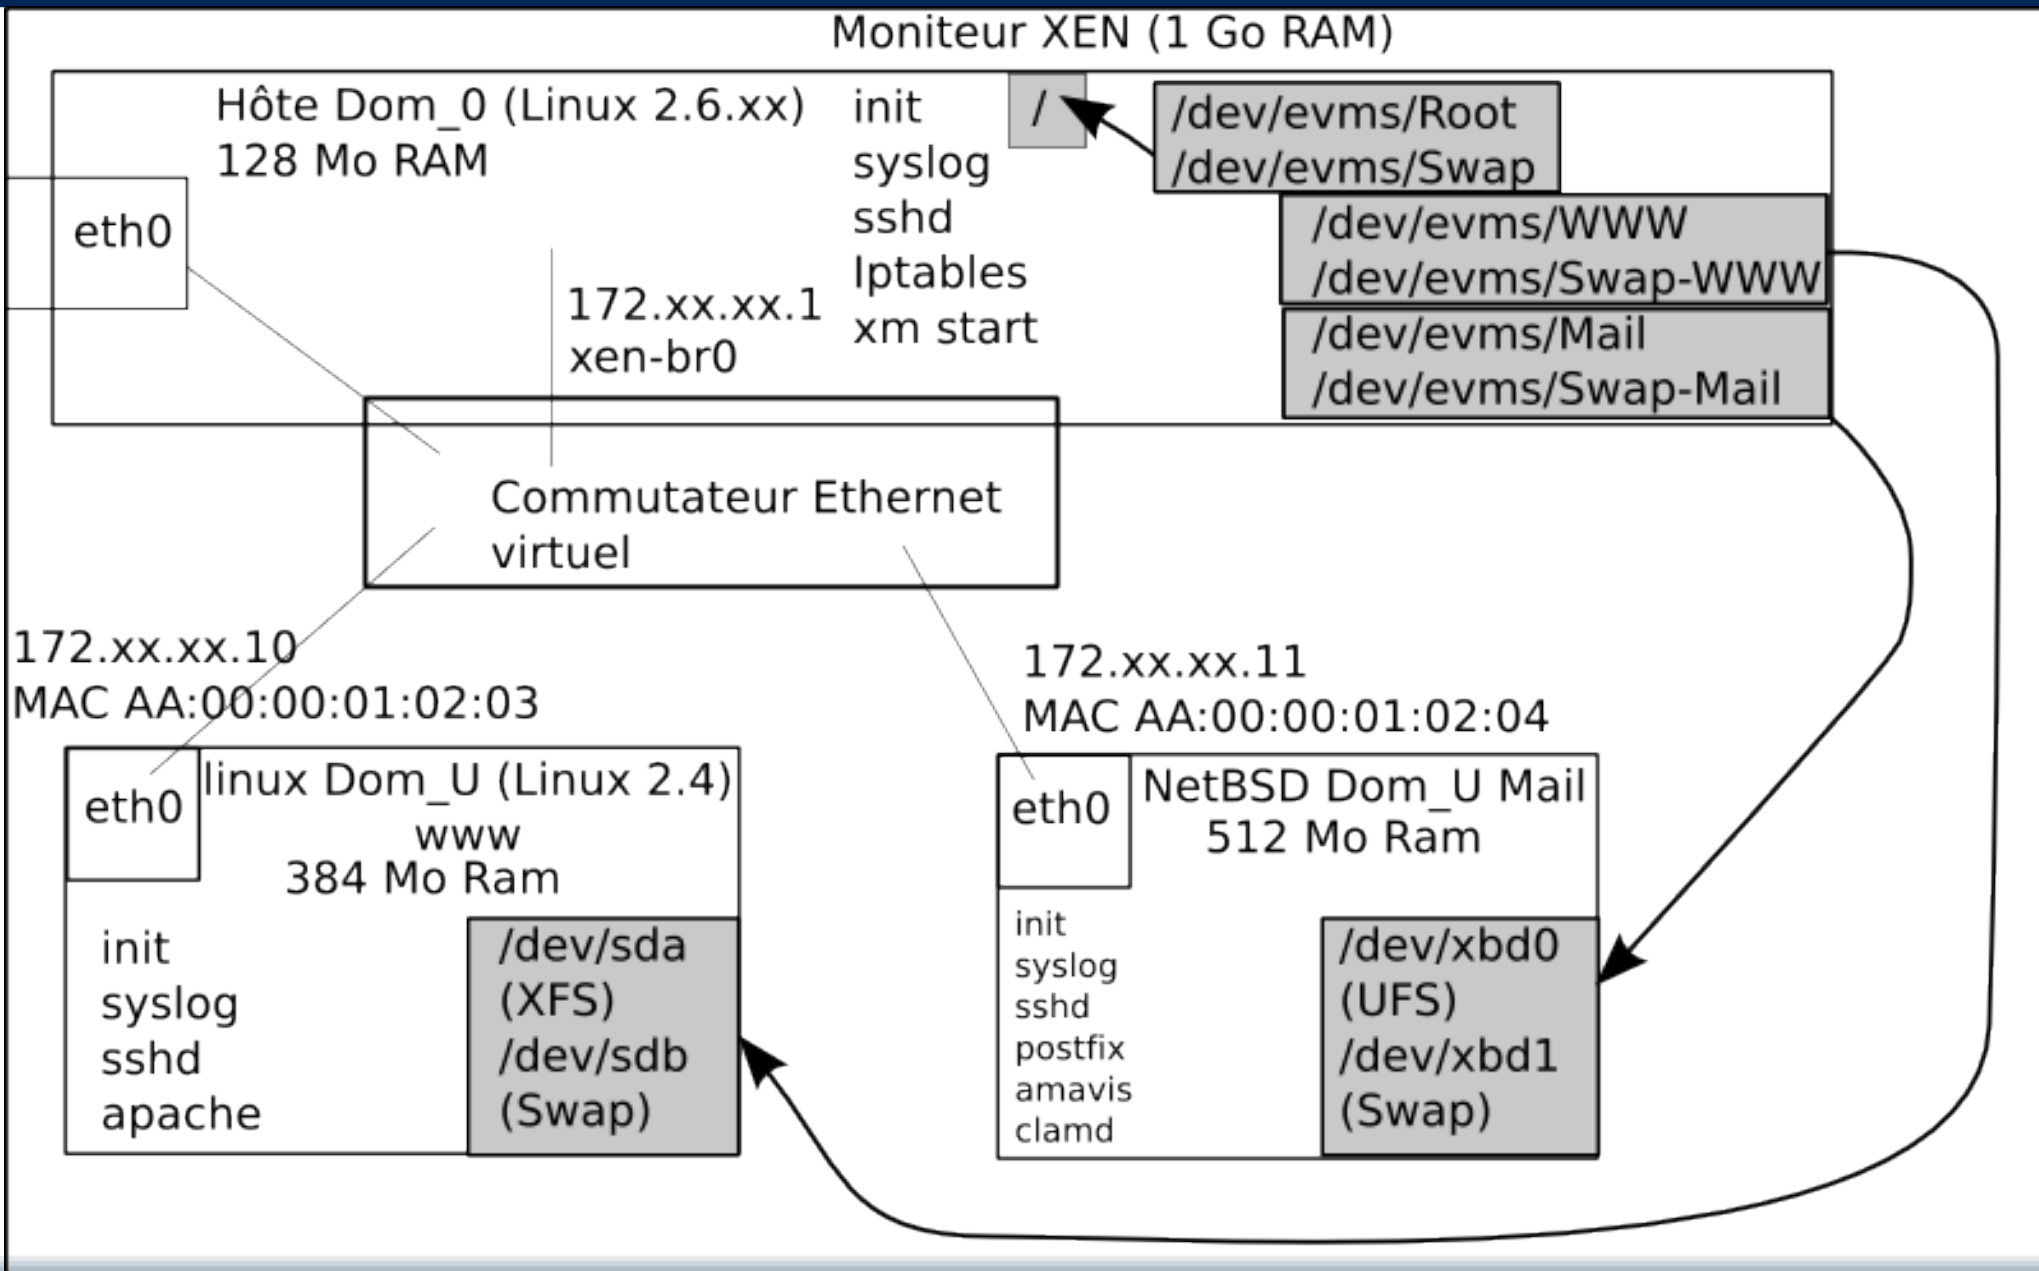 Moniteur XEN (1 Go RAM)
Hôte Dom_0 (Linux 2.6.xx)
128 Mo RAM
eth0
172.xx.xx.1
xen-br0
init
syslog
sshd
Iptables
xm start
/
/dev/evms/Root
/dev/evms/Swap
/dev/evms/WWW
/dev/evms/Swap-WWW
/dev/evms/Mail
/dev/evms/Swap-Mail
Commutateur Ethernet
virtuel
172.xx.xx.10
MAC AA:00:00:01:02:03
eth0
linux Dom_U (Linux 2.4)
www
384 Mo Ram
init
syslog
sshd
apache
/dev/sda
(XFS)
/dev/sdb
(Swap)
172.xx.xx.11
MAC AA:00:00:01:02:04
eth0
NetBSD Dom_U Mail
512 Mo Ram
init
syslog
sshd
postfix
amavis
clamd
/dev/xbd0
(UFS)
/dev/xbd1
(Swap)